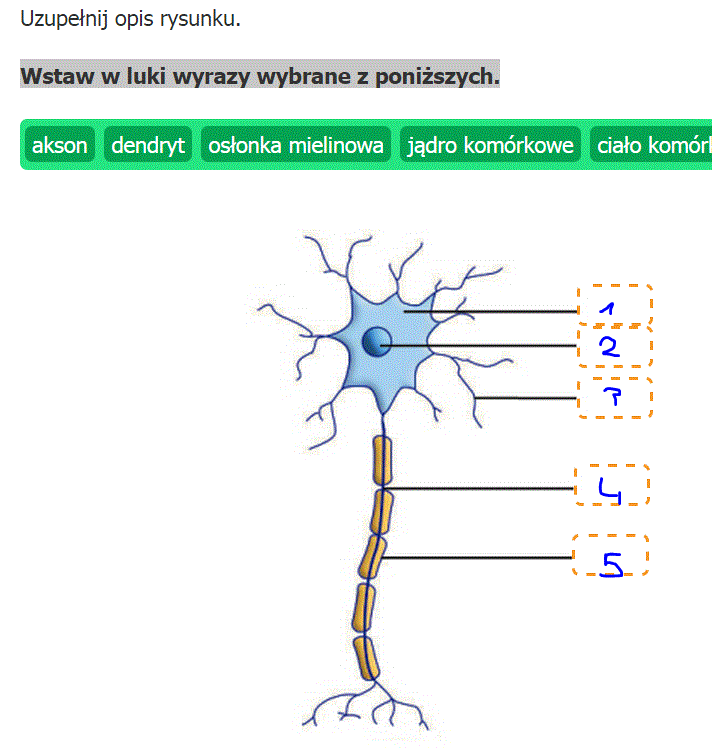 Uzupełnij opis rysunku.
Wstaw w luki wyrazy wybrane z poniższych.
akson dendryt osłonka mielinowa jądro komórkowe ciało komórk
1
2
3
4
5